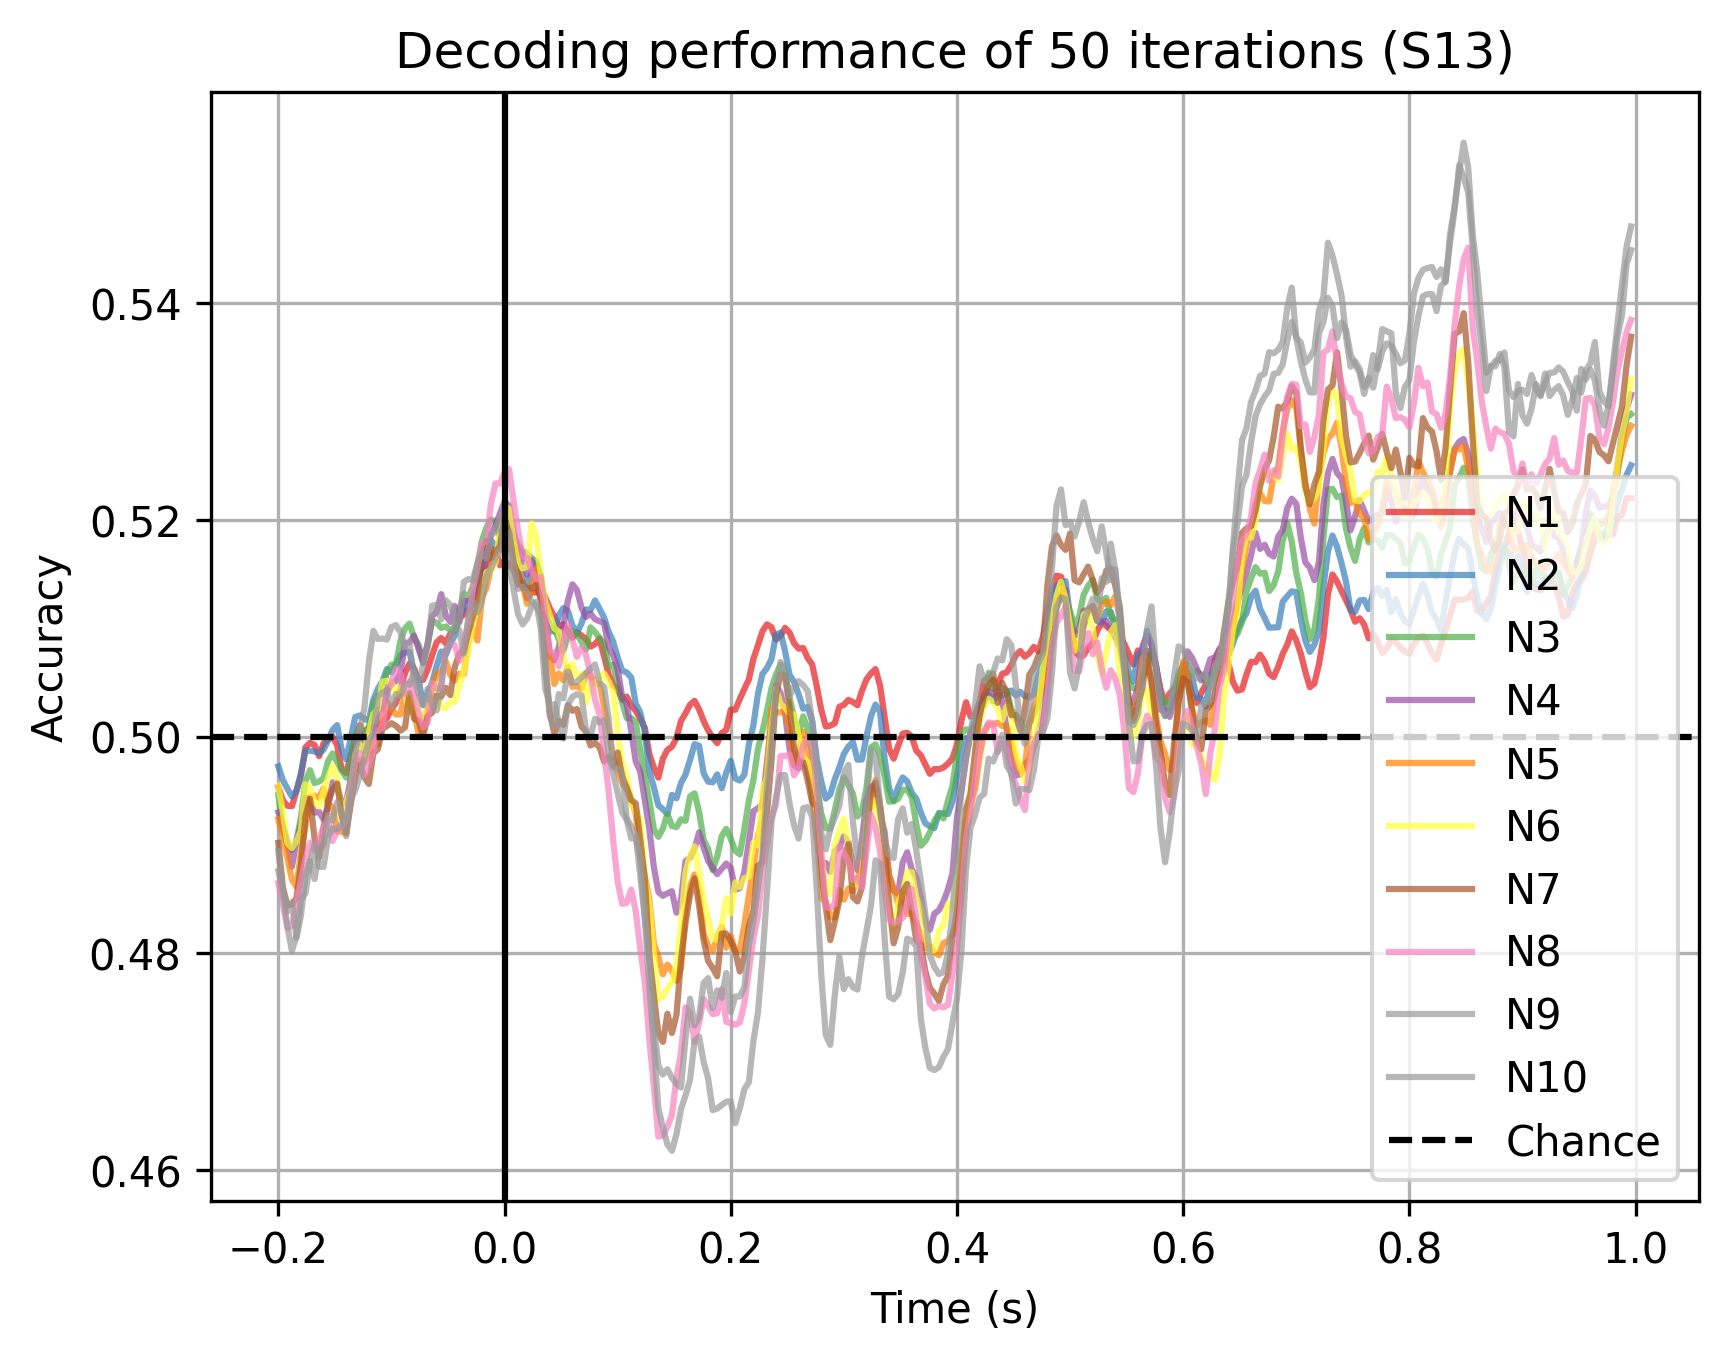 Decoding performance of 50 iterations (S13)
Accuracy
0.54
0.52
0.50
0.48
0.46
−0.2
0.0
0.2
0.4
0.6
0.8
1.0
Time (s)
N1
N2
N3
N4
N5
N6
N7
N8
N9
N10
Chance